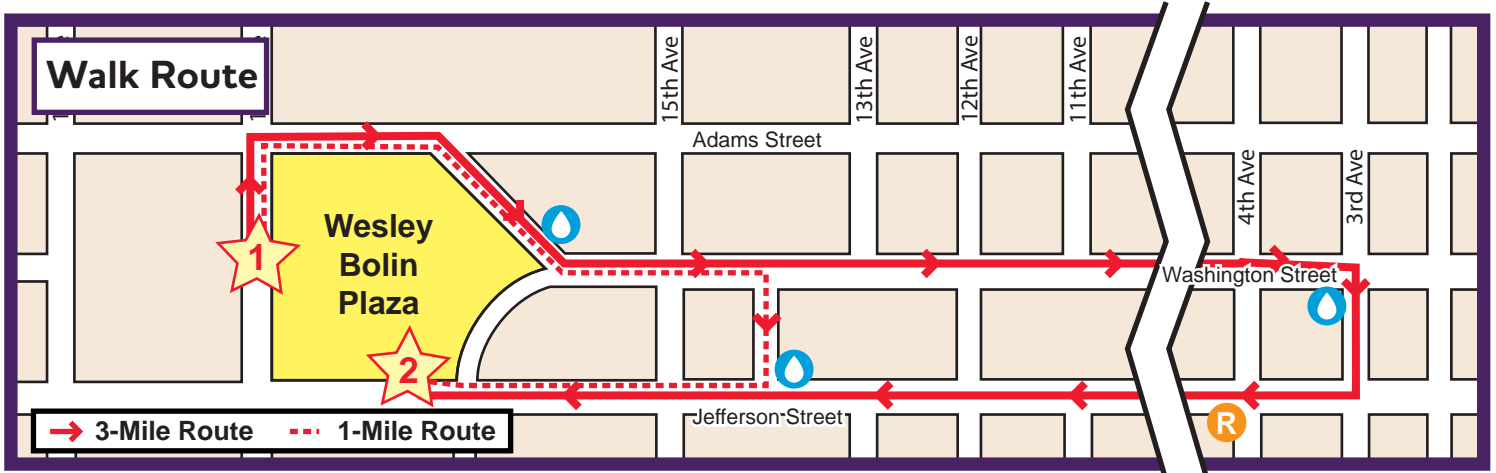 Walk Route
15th Ave
13th Ave
12th Ave
11th Ave
Adams Street
4th Ave
3rd Ave
Wesley
Bolin
Plaza
1
Washington Street
2
Jefferson Street
R
3-Mile Route
1-Mile Route